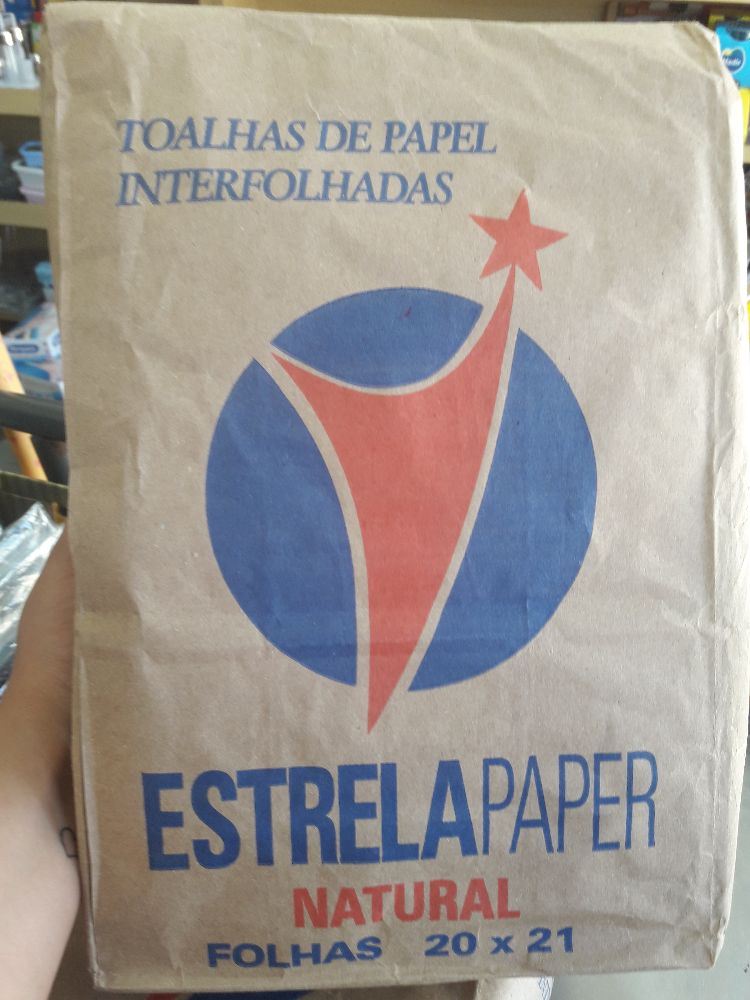 TOALHAS DE PAPEL
INTERFOLHADAS
ESTRELAPAPER
NATURAL
FOLHAS 20 x 21